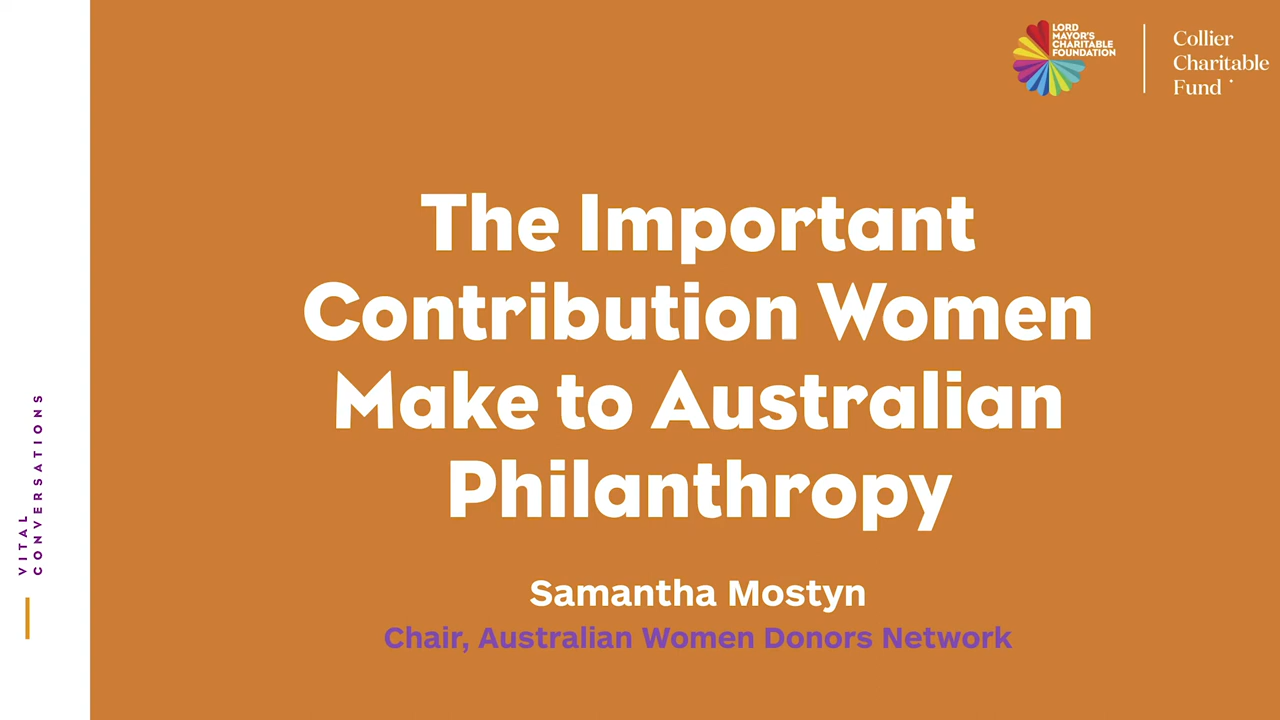 LORD
MAYOR'S
CHARITABLE
FOUNDATION
Collier
Charitable
Fund
The Important
Contribution Women
Make to Australian
Philanthropy
Samantha Mostyn
Chair, Australian Women Donors Network
VITAL
CONVERSATIONS